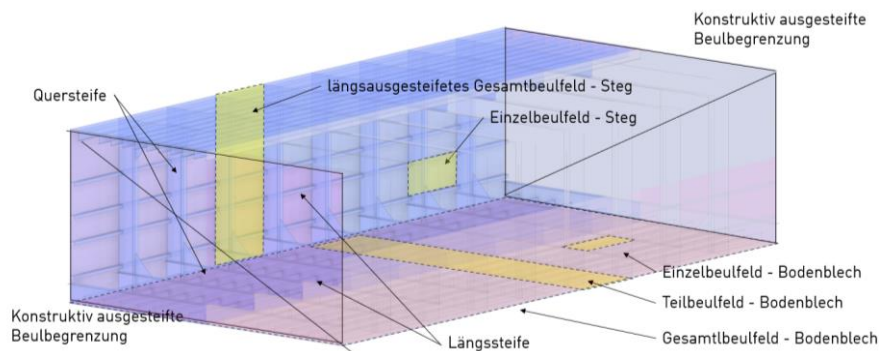 Konstruktiv ausgesteifte
Beulbegrenzung
längsausgesteifetes Gesamtbeulfeld - Steg
Quersteife
Einzelbeulfeld - Steg
Einzelbeulfeld - Bodenblech
Teilbeulfeld - Bodenblech
Konstruktiv ausgesteifte
Beulbegrenzung
Längssteife
Gesamtlbeulfeld - Bodenblech